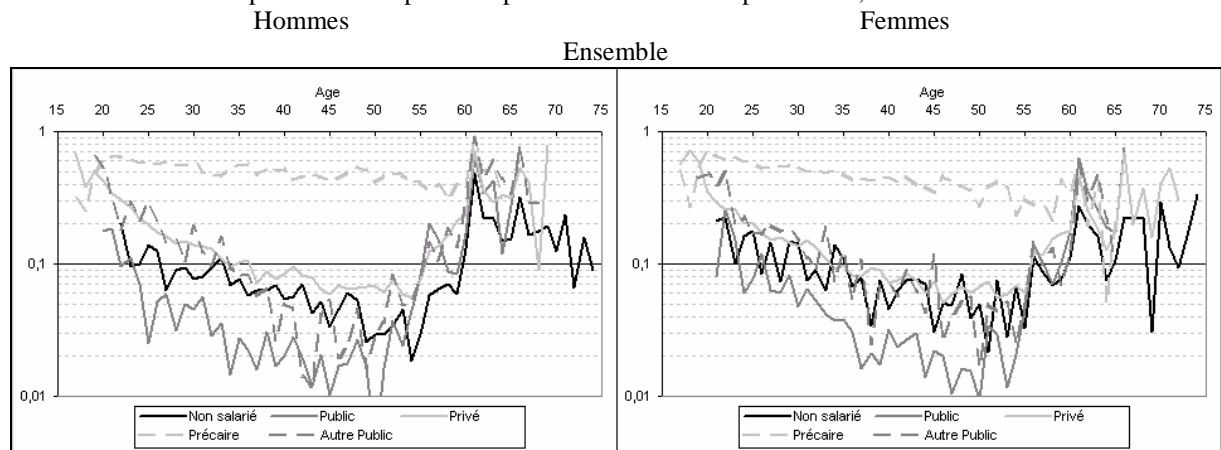 Hommes Femmes
Ensemble
Age Age
15 20 25 30 35 40 45 50 55 60 65 70 75 15 20 25 30 35 40 45 50 55 60 65 70 75
1 1
0,1 0,1
0,01 0,01
Non salarié Public Privé Non salarié Public Privé
Précaire Autre Public Précaire Autre Public